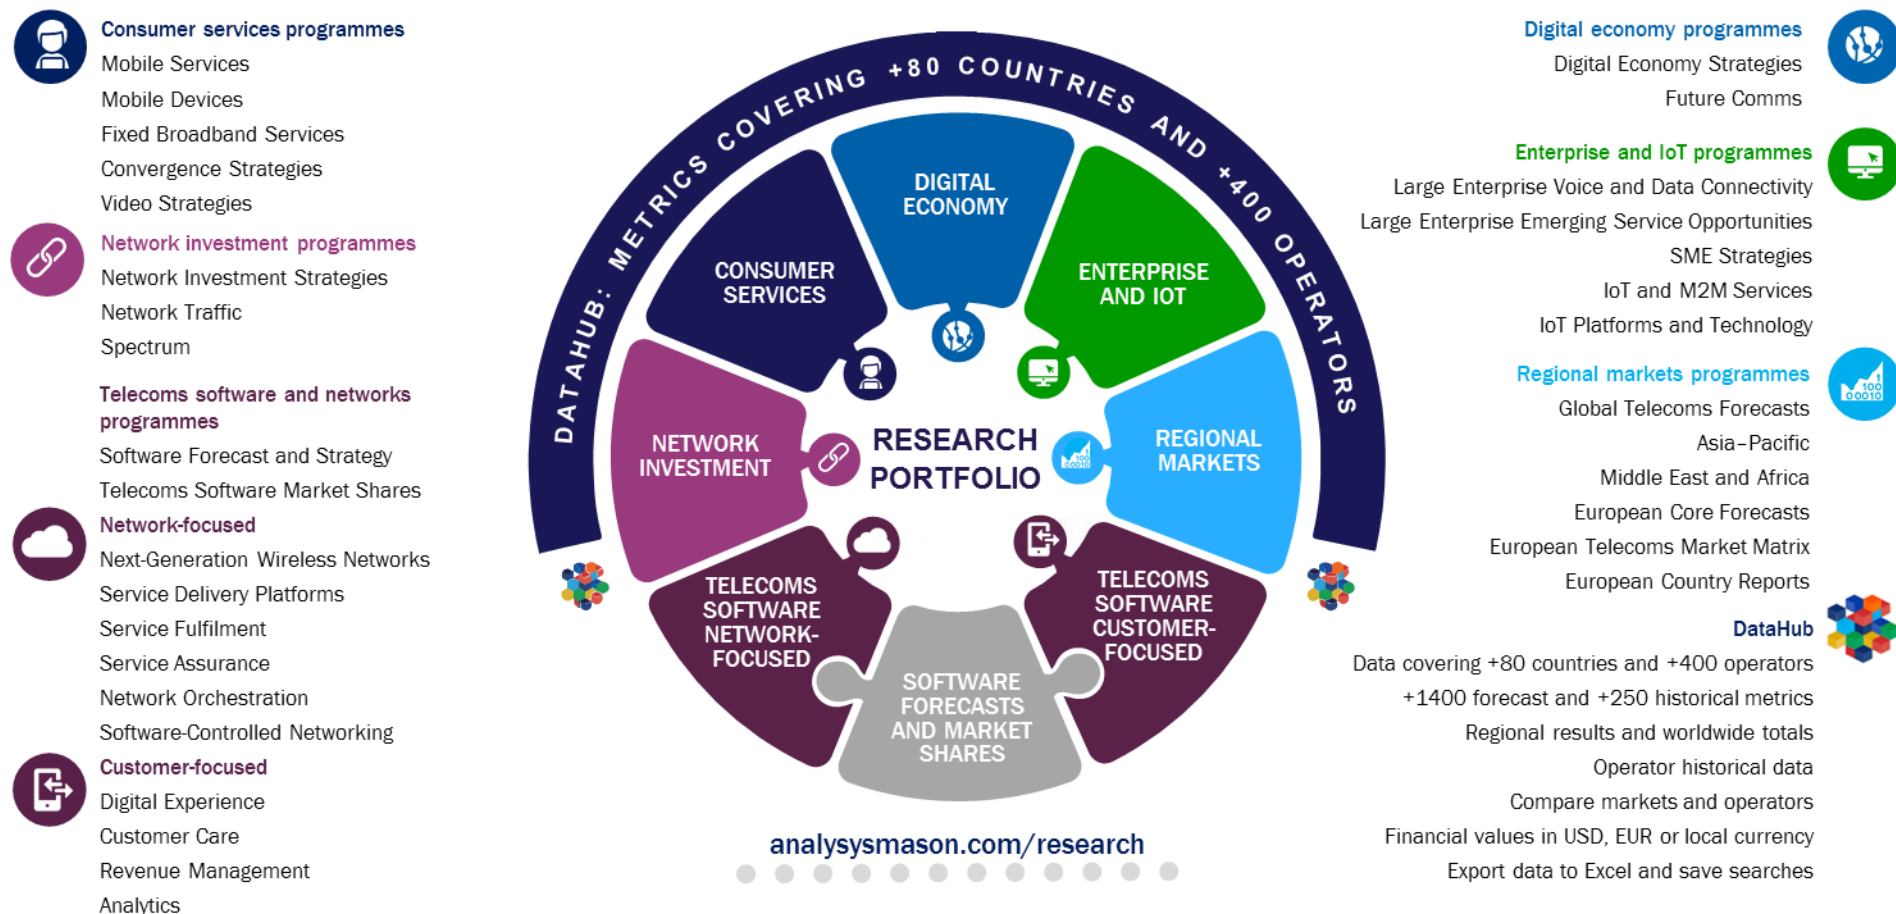 Consumer services programmes
Mobile Services
Mobile Devices
Fixed Broadband Services
Convergence Strategies
Video Strategies
Network investment programmes
Network Investment Strategies
Network Traffic
Spectrum
Telecoms software and networks
programmes
Software Forecast and Strategy
Telecoms Software Market Shares
Network-focused
Next-Generation Wireless Networks
Service Delivery Platforms
Service Fulfilment
Service Assurance
Network Orchestration
Software-Controlled Networking
Customer-focused
Digital Experience
Customer Care
Revenue Management
Analytics
DATAHUB: METRICS COVERING +80 COUNTRIES AND +400 OPERATORS
DIGITAL
ECONOMY
CONSUMER
SERVICES
ENTERPRISE
AND IOT
NETWORK
INVESTMENT
RESEARCH
PORTFOLIO
1
100
00010
REGIONAL
MARKETS
TELECOMS
SOFTWARE
NETWORK-
FOCUSED
TELECOMS
SOFTWARE
CUSTOMER-
FOCUSED
SOFTWARE
FORECASTS
AND MARKET
SHARES
analysysmason.com/research
Digital economy programmes
Digital Economy Strategies
Future Comms
Enterprise and IoT programmes
Large Enterprise Voice and Data Connectivity
Large Enterprise Emerging Service Opportunities
SME Strategies
IoT and M2M Services
IoT Platforms and Technology
Regional markets programmes
1
100
00010
Global Telecoms Forecasts
Asia–Pacific
Middle East and Africa
European Core Forecasts
European Telecoms Market Matrix
European Country Reports
DataHub
Data covering +80 countries and +400 operators
+1400 forecast and +250 historical metrics
Regional results and worldwide totals
Operator historical data
Compare markets and operators
Financial values in USD, EUR or local currency
Export data to Excel and save searches